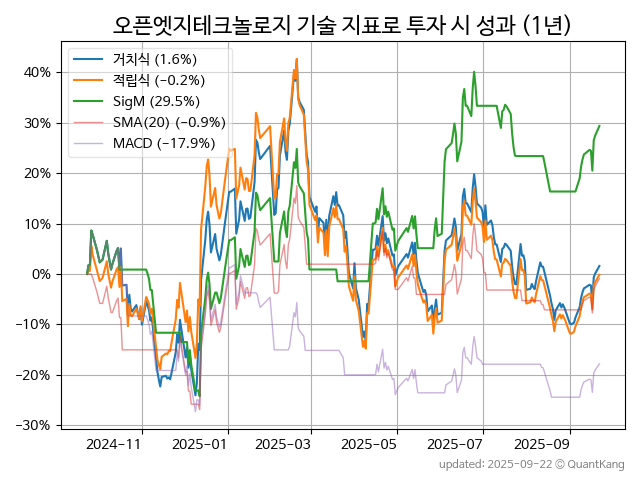 오픈엣지테크놀로지 기술 지표로 투자 시 성과 (1년)
거치식 (1.6%)
적립식 (−0.2%)
SigM (29.5%)
SMA(20) (−0.9%)
MACD (−17.9%)
40%
30%
20%
10%
0%
−10%
−20%
−30%
2024-11 2025-01 2025-03 2025-05 2025-07 2025-09
updated: 2025-09-22 © QuantKang